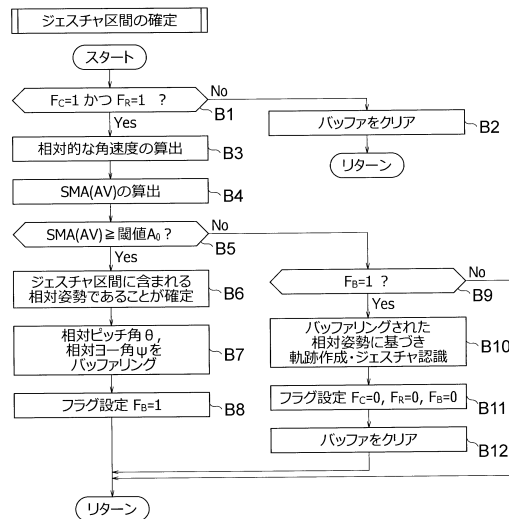 ジェスチャ区間の確定
スタート
FC=1 かつ FR=1 ?
No
B1
Yes
バッファをクリア
B2
相対的な角速度の算出
B3
リターン
SMA(AV)の算出
B4
SMA(AV)≧閾値A0?
No
B5
Yes
ジェスチャ区間に含まれる
相対姿勢であることが確定
B6
FB=1 ?
No
B9
Yes
相対ピッチ角θ,
相対ヨー角ψを
バッファリング
B7
バッファリングされた
相対姿勢に基づき
軌跡作成・ジェスチャ認識
B10
フラグ設定 FB=1
B8
フラグ設定 FC=0, FR=0, FB=0
B11
バッファをクリア
B12
リターン